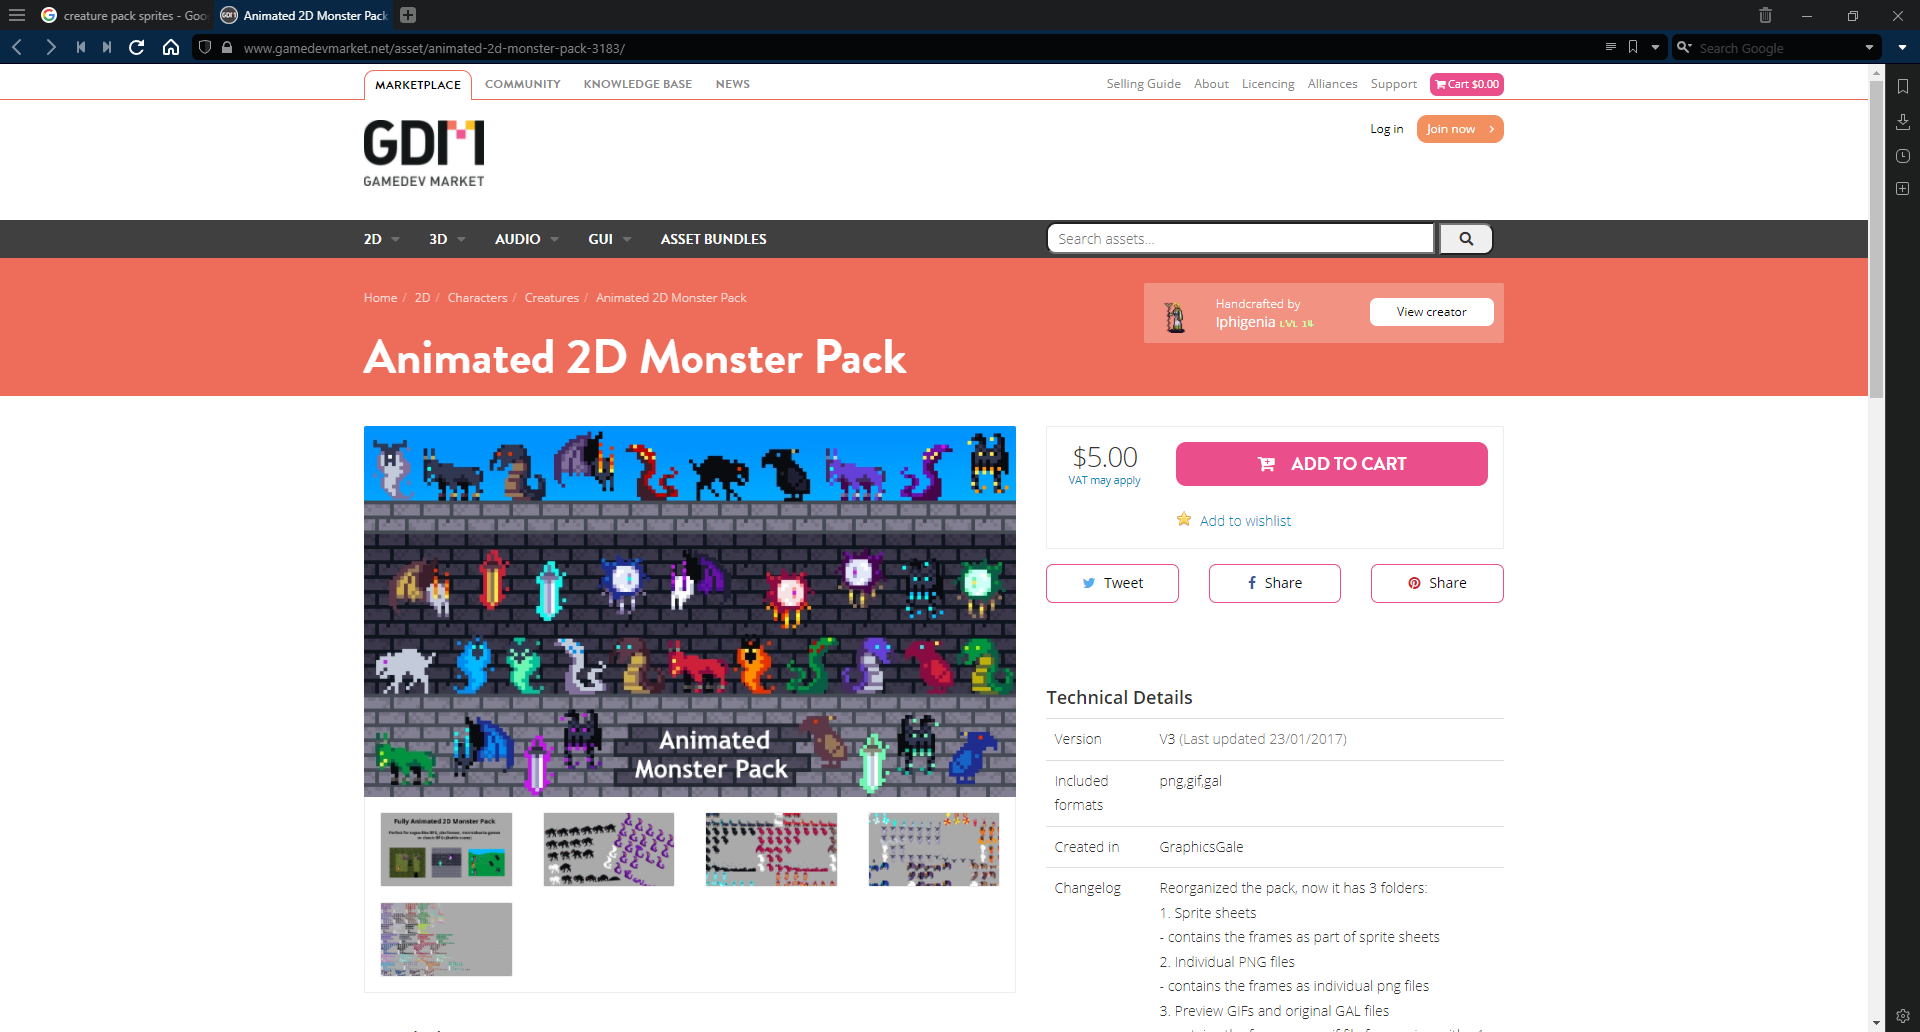 creature pack sprites - Goo
Animated 2D Monster Pack
www.gamedevmarket.net/asset/animated-2d-monster-pack-3183/
Search Google
MARKETPLACE
COMMUNITY
KNOWLEDGE BASE
NEWS
Selling Guide
About
Licencing
Alliances
Support
Cart $0.00
GDM
GAMEDEV MARKET
Log in
Join now
2D
3D
AUDIO
GUI
ASSET BUNDLES
Search assets...
Home / 2D / Characters / Creatures / Animated 2D Monster Pack
Handcrafted by
Iphigenia LVL 14
View creator
Animated 2D Monster Pack
$5.00
VAT may apply
ADD TO CART
Add to wishlist
Tweet
Share
Share
Animated
Monster Pack
Fully Animated 2D Monster Pack
Technical Details
Version
V3 (Last updated 23/01/2017)
Included
formats
png,gif,gal
Created in
GraphicsGale
Changelog
Reorganized the pack, now it has 3 folders:
1. Sprite sheets
- contains the frames as part of sprite sheets
2. Individual PNG files
- contains the frames as individual png files
3. Preview GIFs and original GAL files